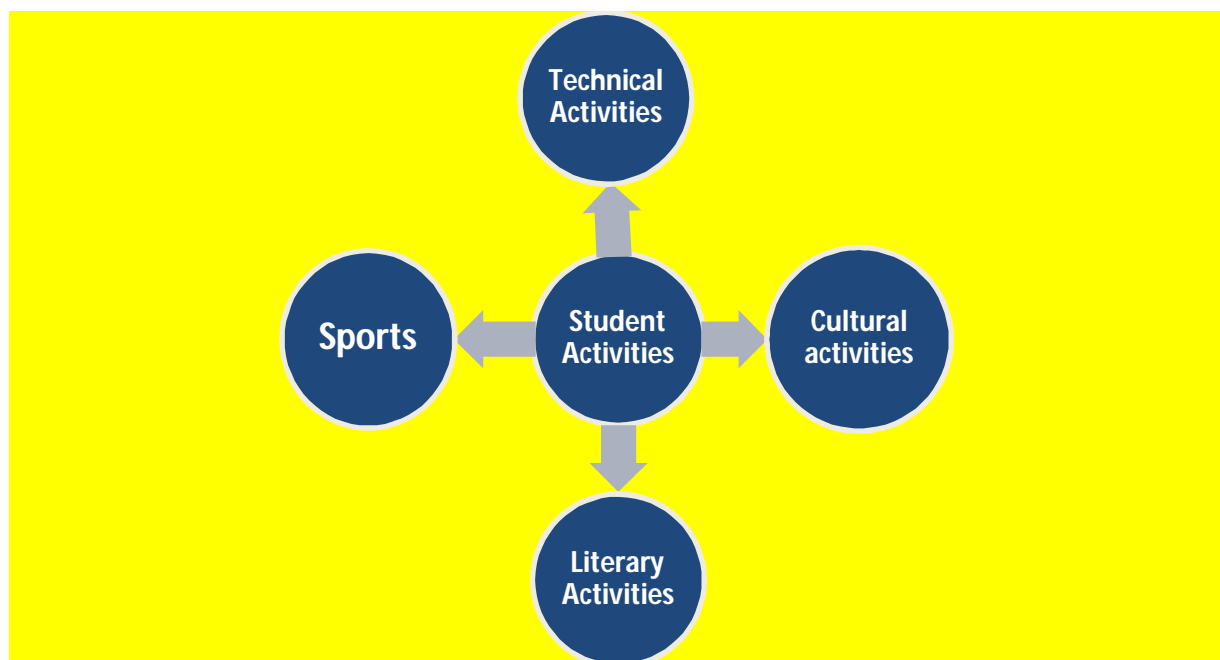 Technical
Activities
Sports
Student
Activities
Cultural
activities
Literary
Activities